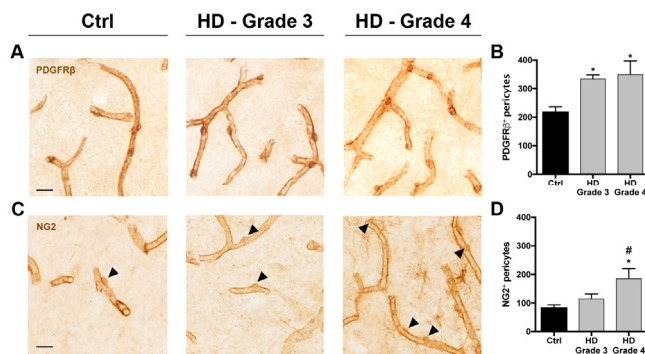 Ctrl
HD - Grade 3
HD - Grade 4
A
PDGFRβ
B
PDGFRβ⁺ pericytes
400
300
200
100
0
*
*
Ctrl
HD
Grade 3
HD
Grade 4
C
NG2
D
NG2⁺ pericytes
400
300
200
100
0
#
*
Ctrl
HD
Grade 3
HD
Grade 4